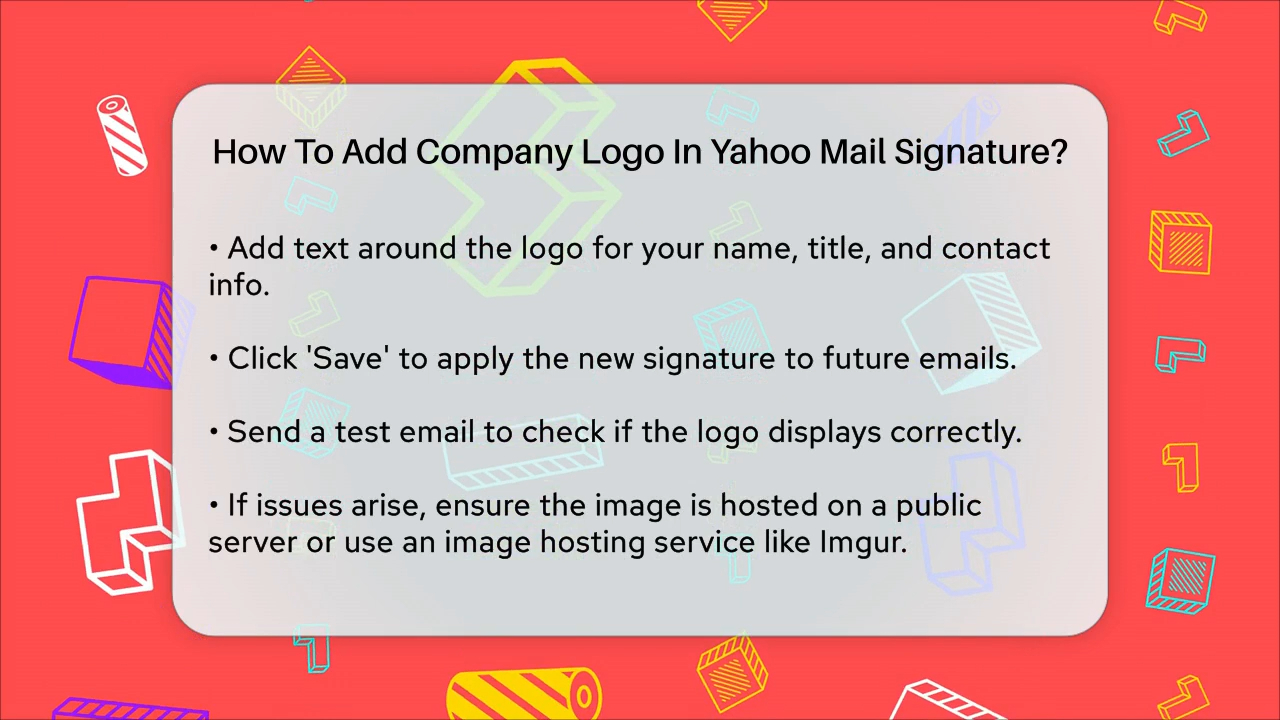 How To Add Company Logo In Yahoo Mail Signature?
• Add text around the logo for your name, title, and contact
info.
• Click 'Save' to apply the new signature to future emails.
• Send a test email to check if the logo displays correctly.
• If issues arise, ensure the image is hosted on a public
server or use an image hosting service like Imgur.